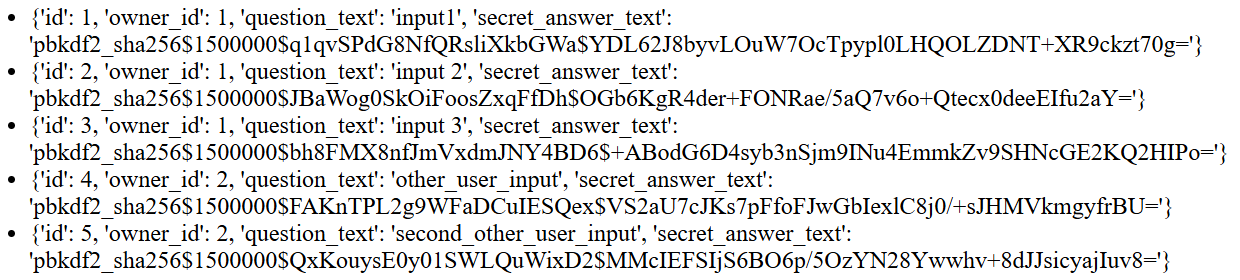 • {'id': 1, 'owner_id': 1, 'question_text': 'input1', 'secret_answer_text':
'pbkdf2_sha256$1500000$q1qvSPdG8NfQRsliXkbGWa$YDL62J8byvLOuW7OcTpypl0LHQOLZDNT+XR9ckzt70g='}
• {'id': 2, 'owner_id': 1, 'question_text': 'input 2', 'secret_answer_text':
'pbkdf2_sha256$1500000$JBaWog0SkOiFoosZxqFfDh$OGb6KgR4der+FONRae/5aQ7v6o+Qtecx0deeEIfu2aY='}
• {'id': 3, 'owner_id': 1, 'question_text': 'input 3', 'secret_answer_text':
'pbkdf2_sha256$1500000$bh8FMX8nfJmVxdmJNY4BD6$+ABodG6D4syb3nSjm9INu4EmmkZv9SHNcGE2KQ2HIPo='}
• {'id': 4, 'owner_id': 2, 'question_text': 'other_user_input', 'secret_answer_text':
'pbkdf2_sha256$1500000$FAKnTPL2g9WFaDCuIESQex$VS2aU7cJKs7pFfoFJwGbIexlC8j0/+sJHMVkmgyfrBU='}
• {'id': 5, 'owner_id': 2, 'question_text': 'second_other_user_input', 'secret_answer_text':
'pbkdf2_sha256$1500000$QxKouysE0y01SWLQuWixD2$MMcIEFSIjS6BO6p/5OzYN28Ywwhv+8dJJsicyajIuv8='}